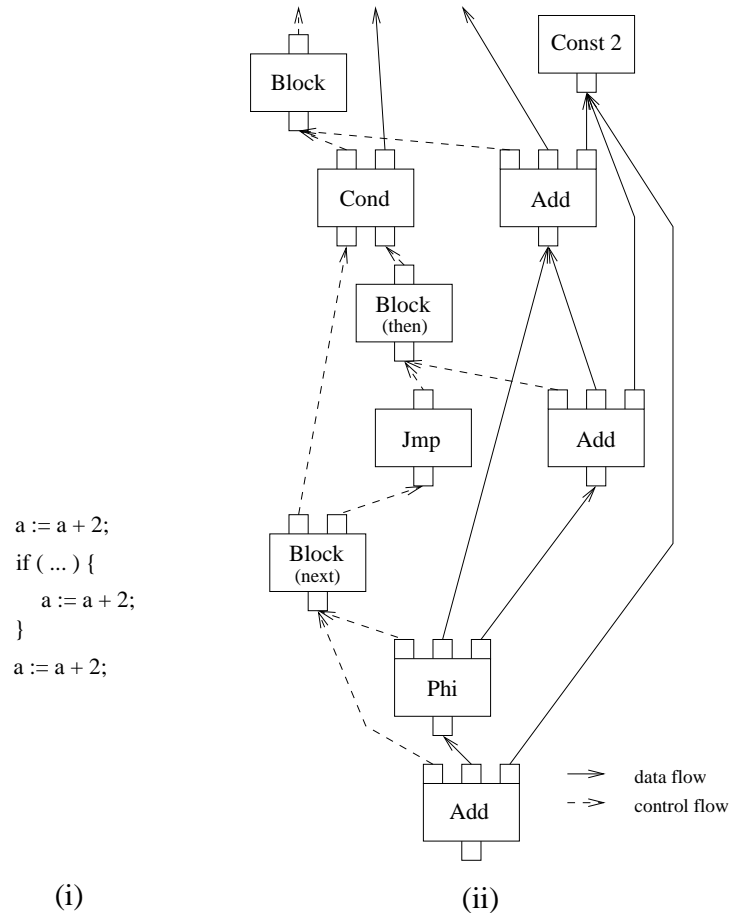 Const 2
Block
Cond
Add
Block
(then)
Jmp
Add
a := a + 2;
if ( ... ) {
a := a + 2;
}
a := a + 2;
Block
(next)
Phi
Add
data flow
control flow
(i)
(ii)